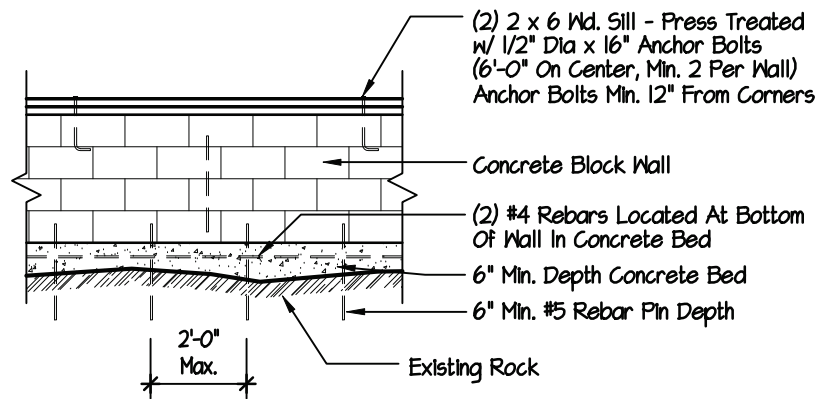 (2) 2 x 6 Wd. Sill - Press Treated
w/ 1/2" Dia x 16" Anchor Bolts
(6'-0" On Center, Min. 2 Per Wall)
Anchor Bolts Min. 12" From Corners
Concrete Block Wall
(2) #4 Rebars Located At Bottom
Of Wall In Concrete Bed
6" Min. Depth Concrete Bed
6" Min. #5 Rebar Pin Depth
2'-0"
Max.
Existing Rock